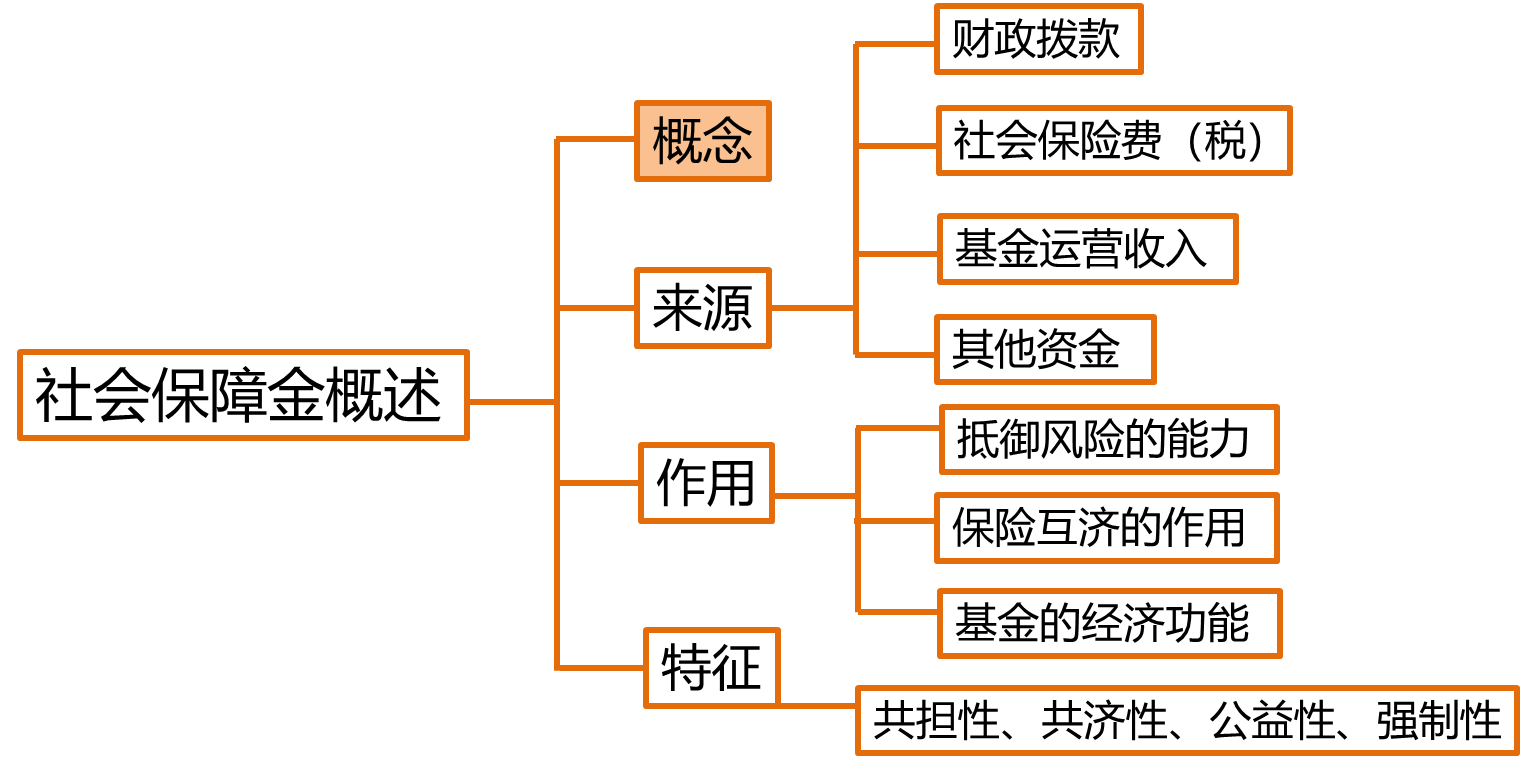 社会保障金概述
概念
来源
财政拨款
社会保险费（税）
基金运营收入
其他资金
作用
抵御风险的能力
保险互济的作用
基金的经济功能
特征
共担性、共济性、公益性、强制性